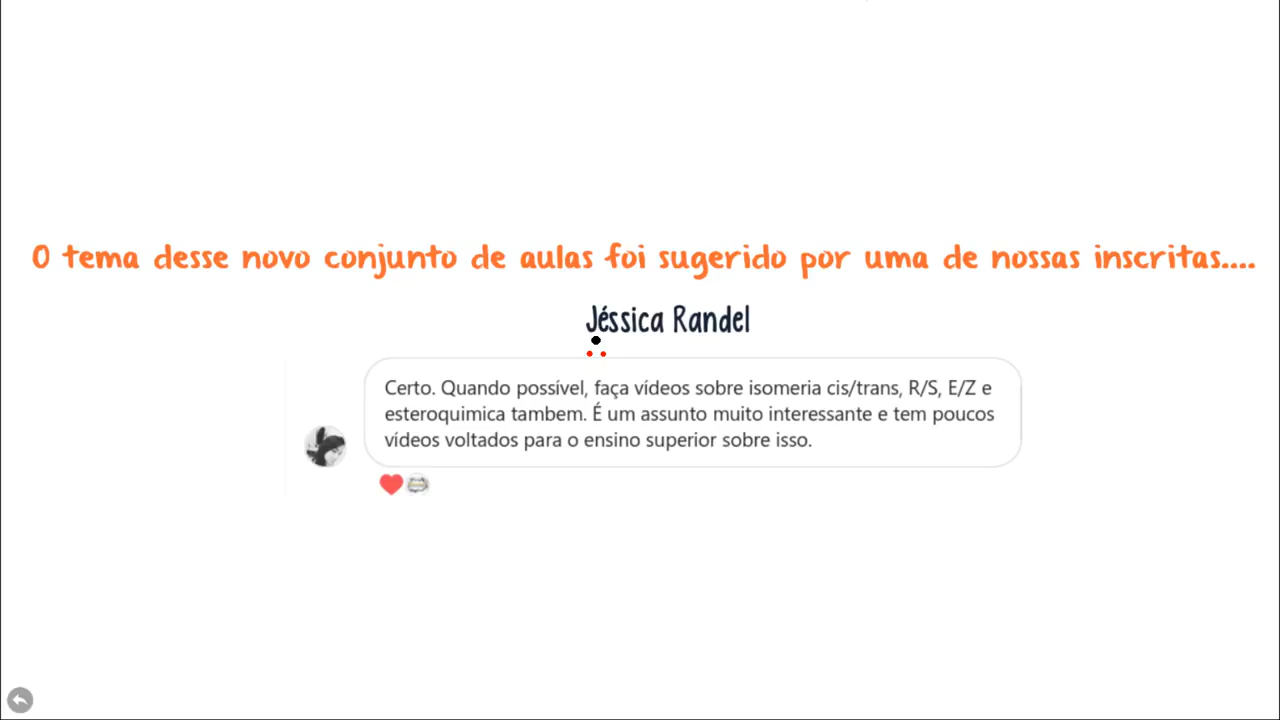 O tema desse novo conjunto de aulas foi sugerido por uma de nossas inscritas....
Jéssica Randel
Certo. Quando possível, faça vídeos sobre isomeria cis/trans, R/S, E/Z e
esteroquimica tambem. É um assunto muito interessante e tem poucos
vídeos voltados para o ensino superior sobre isso.